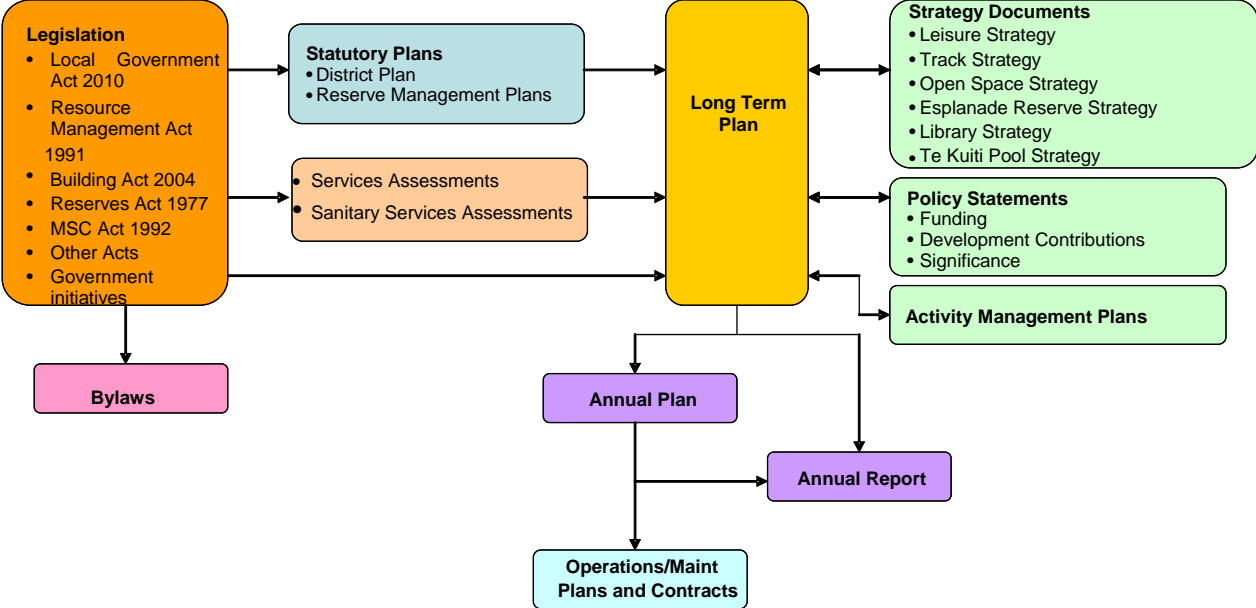 Legislation
• Local Government
Act 2010
• Resource
Management Act
1991
• Building Act 2004
• Reserves Act 1977
• MSC Act 1992
• Other Acts
• Government
initiatives
Bylaws
Statutory Plans
• District Plan
• Reserve Management Plans
• Services Assessments
• Sanitary Services Assessments
Long Term
Plan
Strategy Documents
• Leisure Strategy
• Track Strategy
• Open Space Strategy
• Esplanade Reserve Strategy
• Library Strategy
• Te Kuiti Pool Strategy
Policy Statements
• Funding
• Development Contributions
• Significance
Activity Management Plans
Annual Plan
Annual Report
Operations/Maint
Plans and Contracts